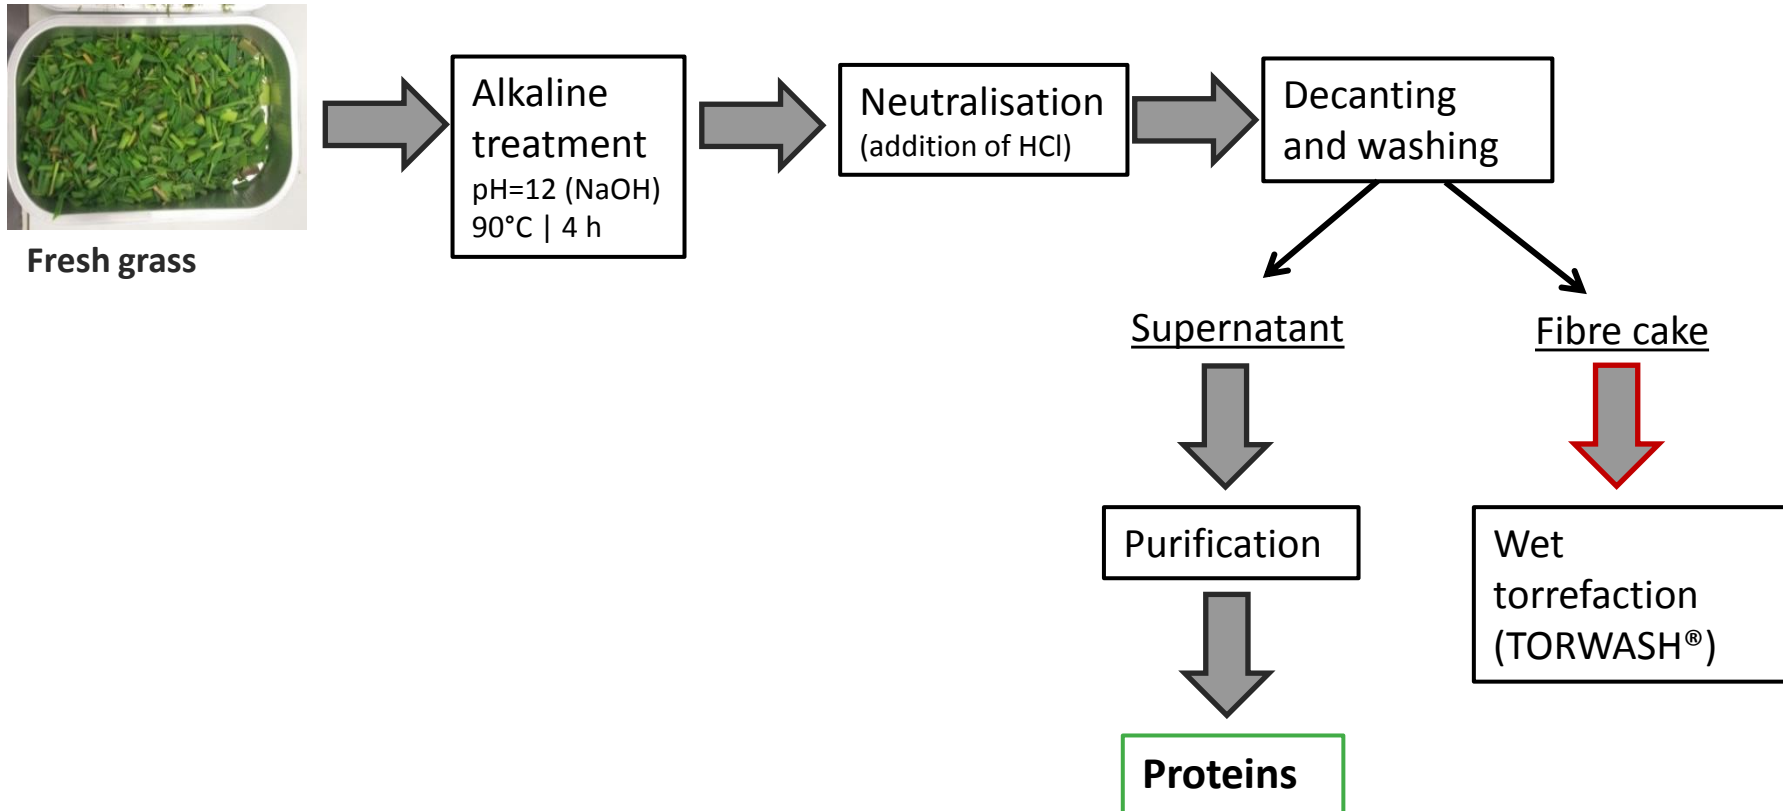 Fresh grass
Alkaline
treatment
pH=12 (NaOH)
90°C | 4 h
Neutralisation
(addition of HCl)
Decanting
and washing
Supernatant
Fibre cake
Purification
Wet
torrefaction
(TORWASH®)
Proteins